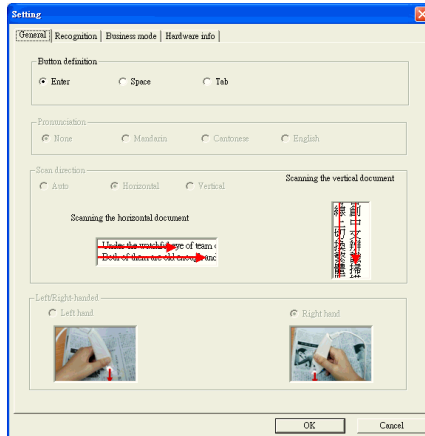 Setting
General Recognition Business mode Hardware info
Button definition
Enter Space Tab
Pronunciation
None Mandarin Cantonese English
Scan direction
Auto Horizontal Vertical
Scanning the vertical document
Scanning the horizontal document
Under the watchful eye of team
Both of them are old enough and
Left/Right-handed
Left hand Right hand
OK Cancel